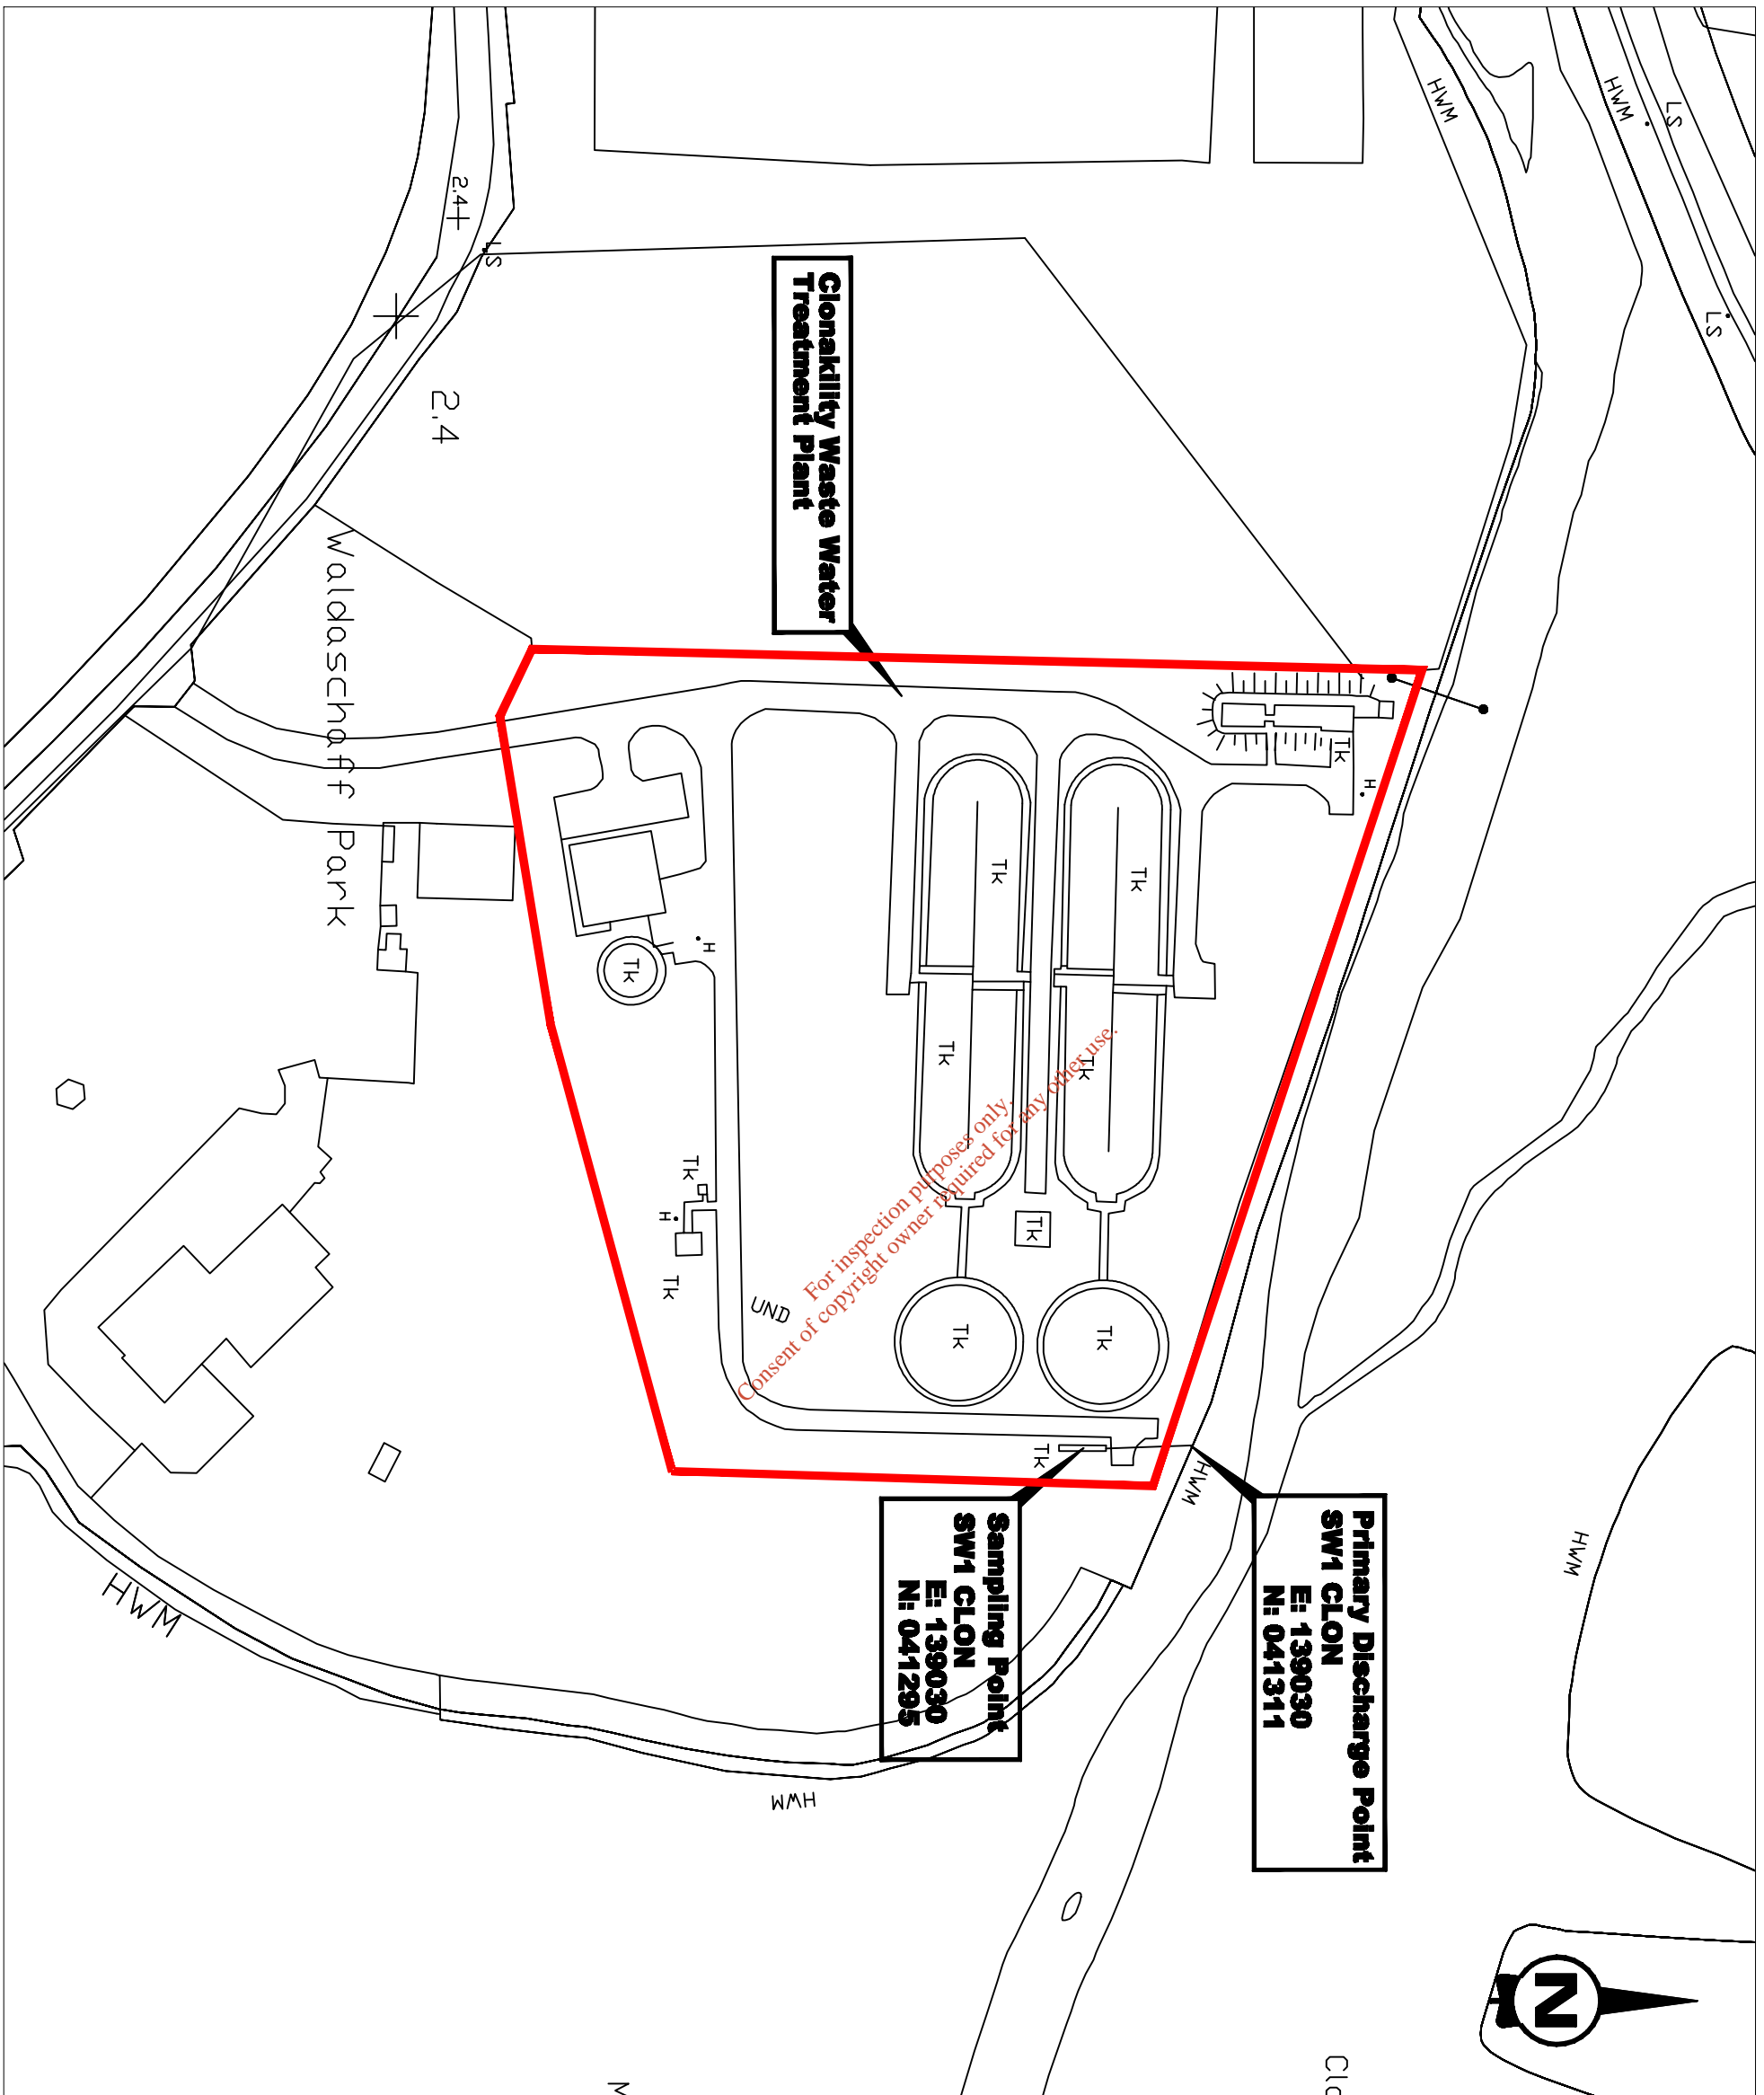 HWM
HWM
LS
LS
2.4
LS
2.4
Clonakility Waste Water
Treatment Plant
Waldaschaff Park
Tk
H
Tk
Tk
H
Tk
Tk
Tk
Tk
H
Tk
Tk
UND
Tk
Tk
Tk
For inspection purposes only.
Consent of copyright owner required for any other use.
HWM
Primary Discharge Point
SW1 CLON
E: 139030
N: 041311
Sampling Point
SW1 CLON
E: 139030
N: 041295
HWM
HWM
HWM
N
Clo
M